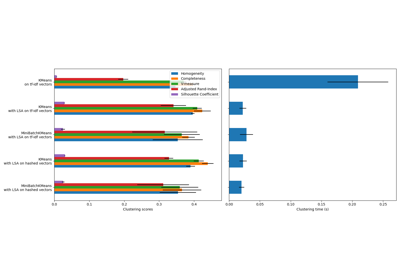 Homogeneity
Completeness
V-measure
Adjusted Rand-Index
Silhouette Coefficient
KMeans
on tf-idf vectors
KMeans
with LSA on tf-idf vectors
MiniBatchKMeans
with LSA on tf-idf vectors
KMeans
with LSA on hashed vectors
MiniBatchKMeans
with LSA on hashed vectors
0.0 0.1 0.2 0.3 0.4
Clustering scores
0.00 0.05 0.10 0.15 0.20 0.25
Clustering time (s)